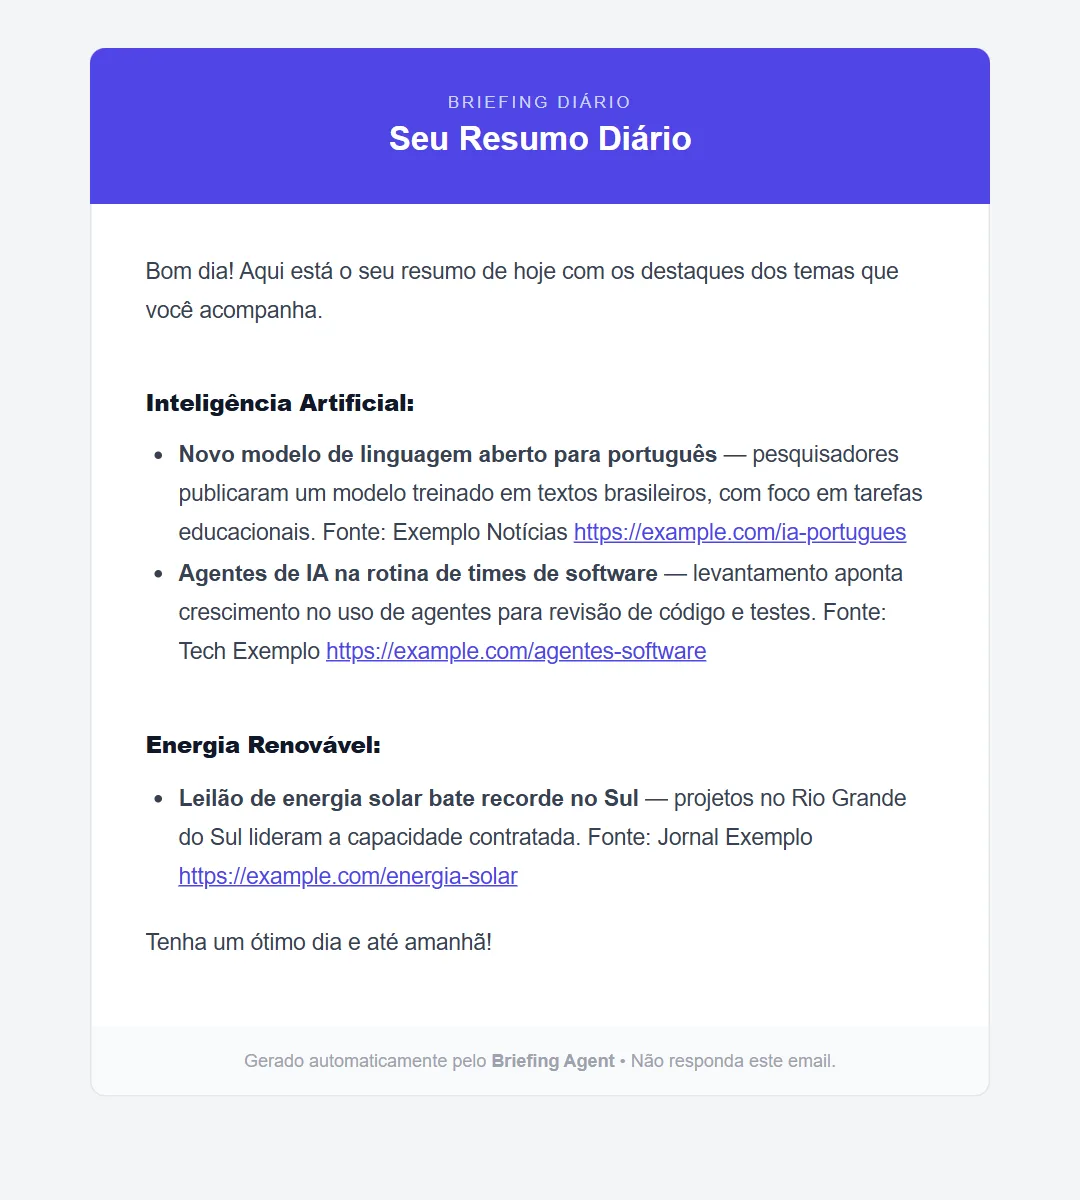 BRIEFING DIÁRIO
Seu Resumo Diário
Bom dia! Aqui está o seu resumo de hoje com os destaques dos temas que
você acompanha.
Inteligência Artificial:
• Novo modelo de linguagem aberto para português — pesquisadores
publicaram um modelo treinado em textos brasileiros, com foco em tarefas
educacionais. Fonte: Exemplo Notícias https://example.com/ia-portugues
• Agentes de IA na rotina de times de software — levantamento aponta
crescimento no uso de agentes para revisão de código e testes. Fonte:
Tech Exemplo https://example.com/agentes-software
Energia Renovável:
• Leilão de energia solar bate recorde no Sul — projetos no Rio Grande
do Sul lideram a capacidade contratada. Fonte: Jornal Exemplo
https://example.com/energia-solar
Tenha um ótimo dia e até amanhã!
Gerado automaticamente pelo Briefing Agent • Não responda este email.